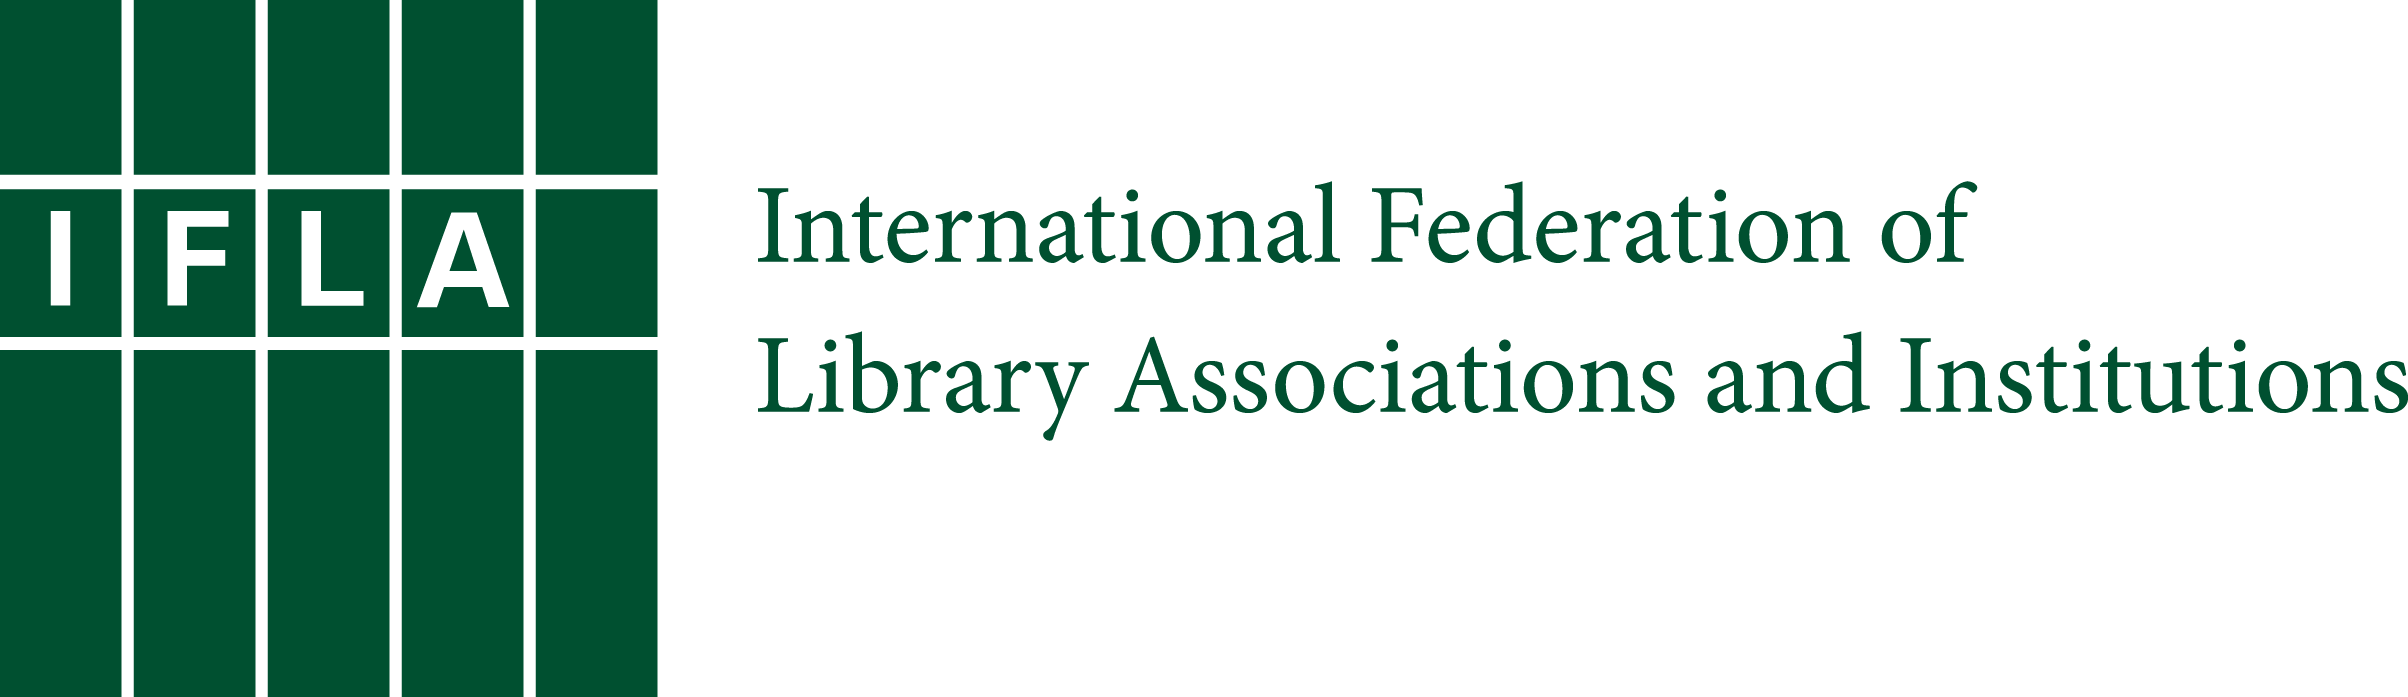 IFLA
International Federation of
Library Associations and Institutions